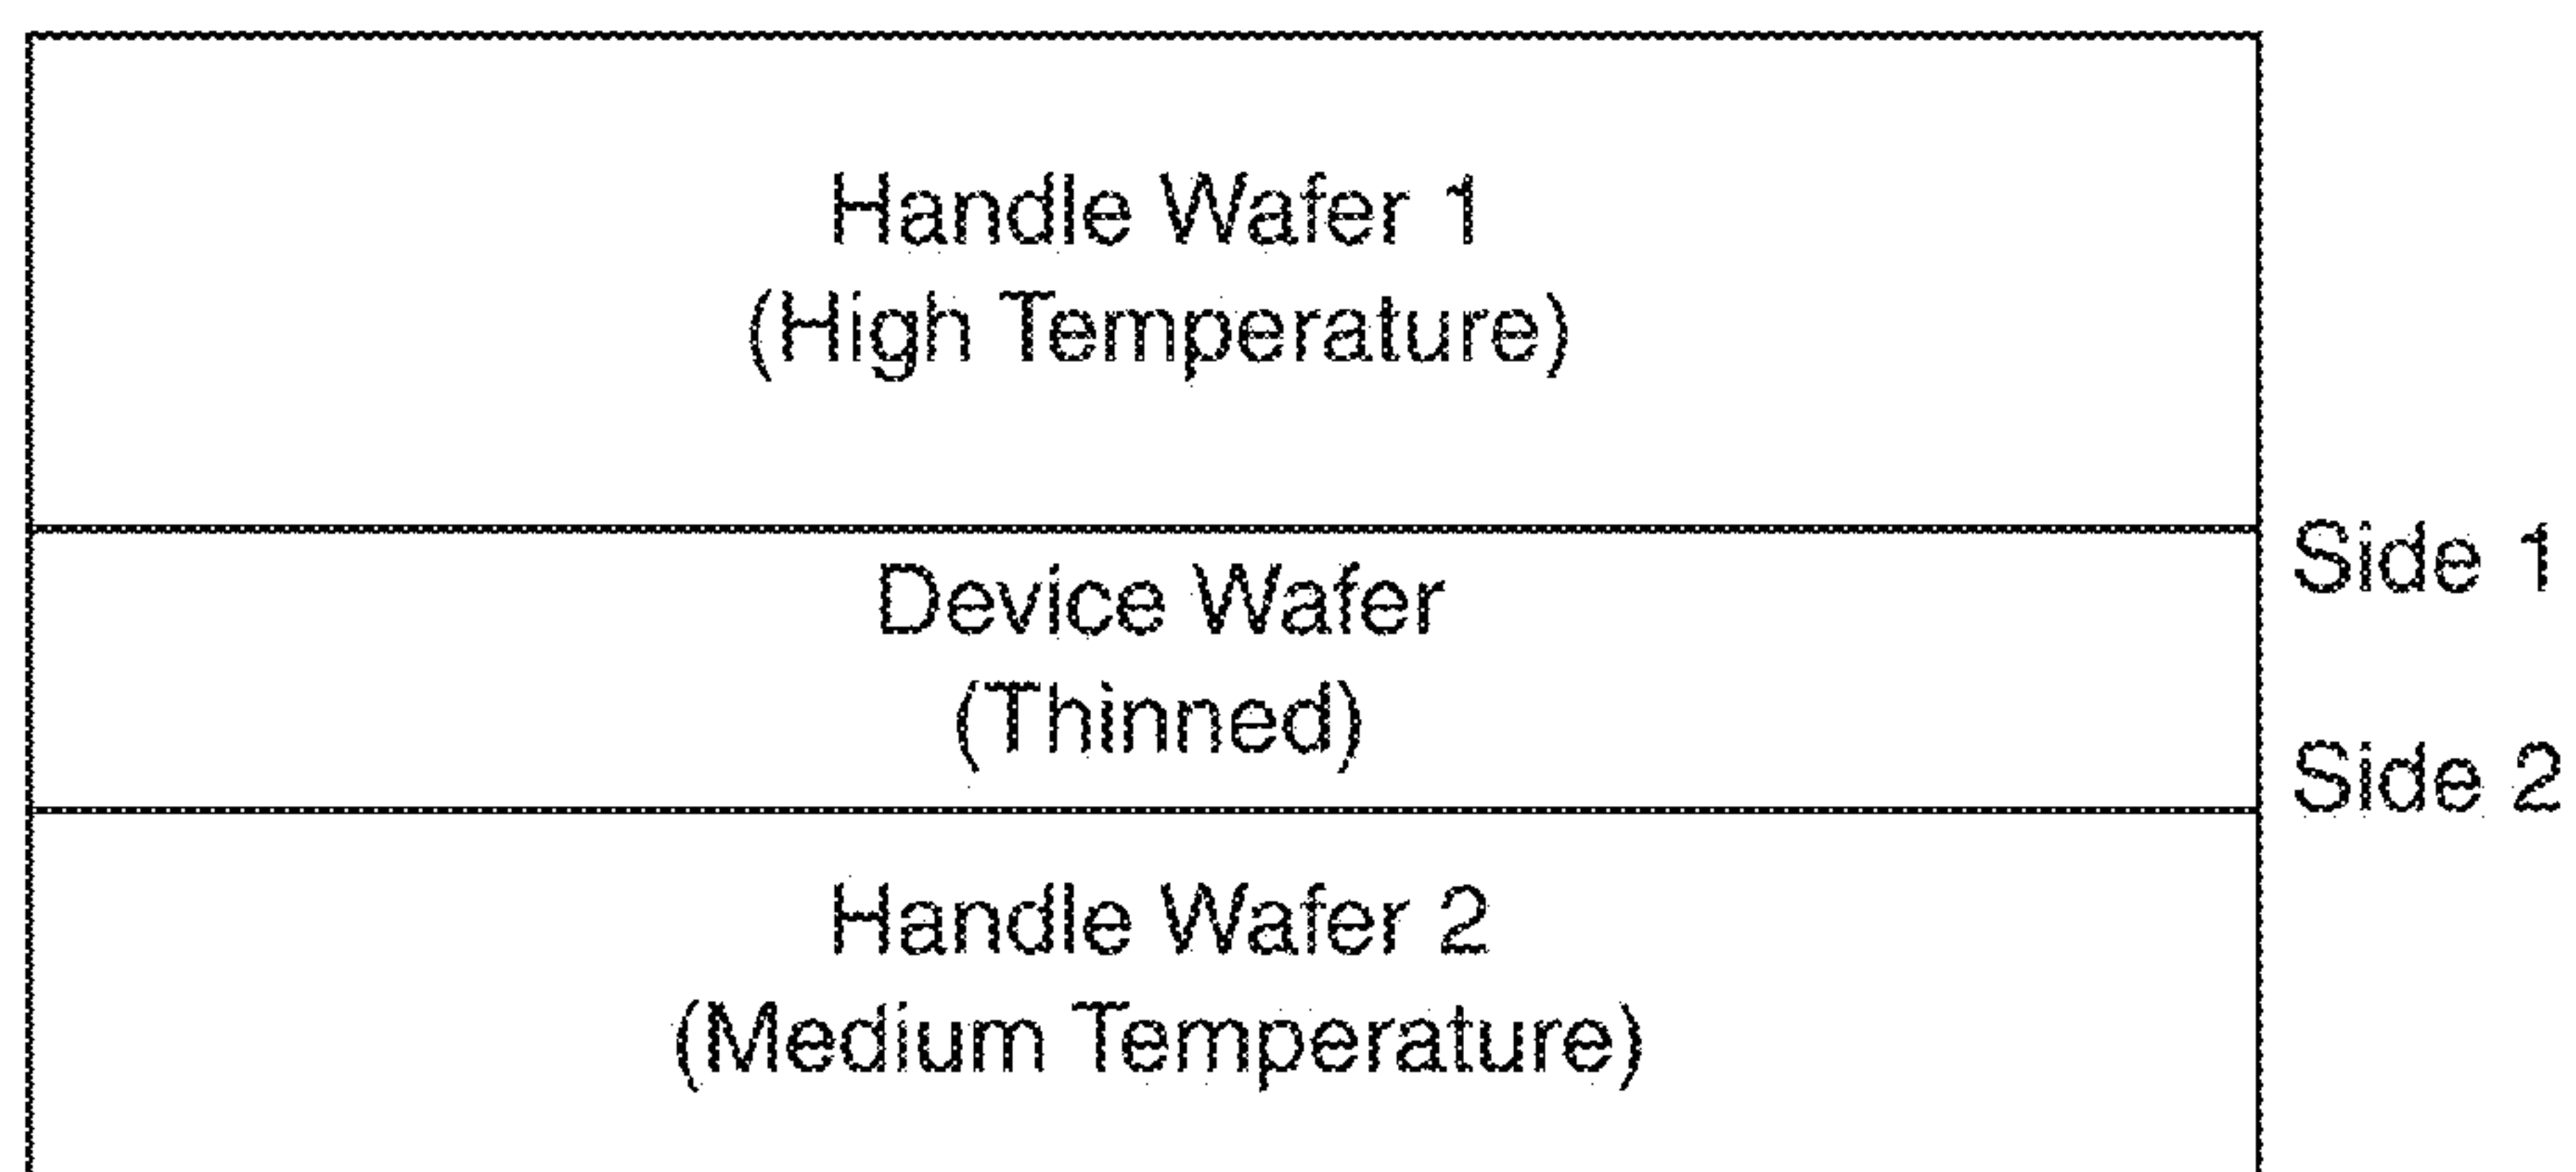 Handle Wafer 1
(High Temperature)
Side 1
Device Wafer
(Thinned)
Side 2
Handle Wafer 2
(Medium Temperature)